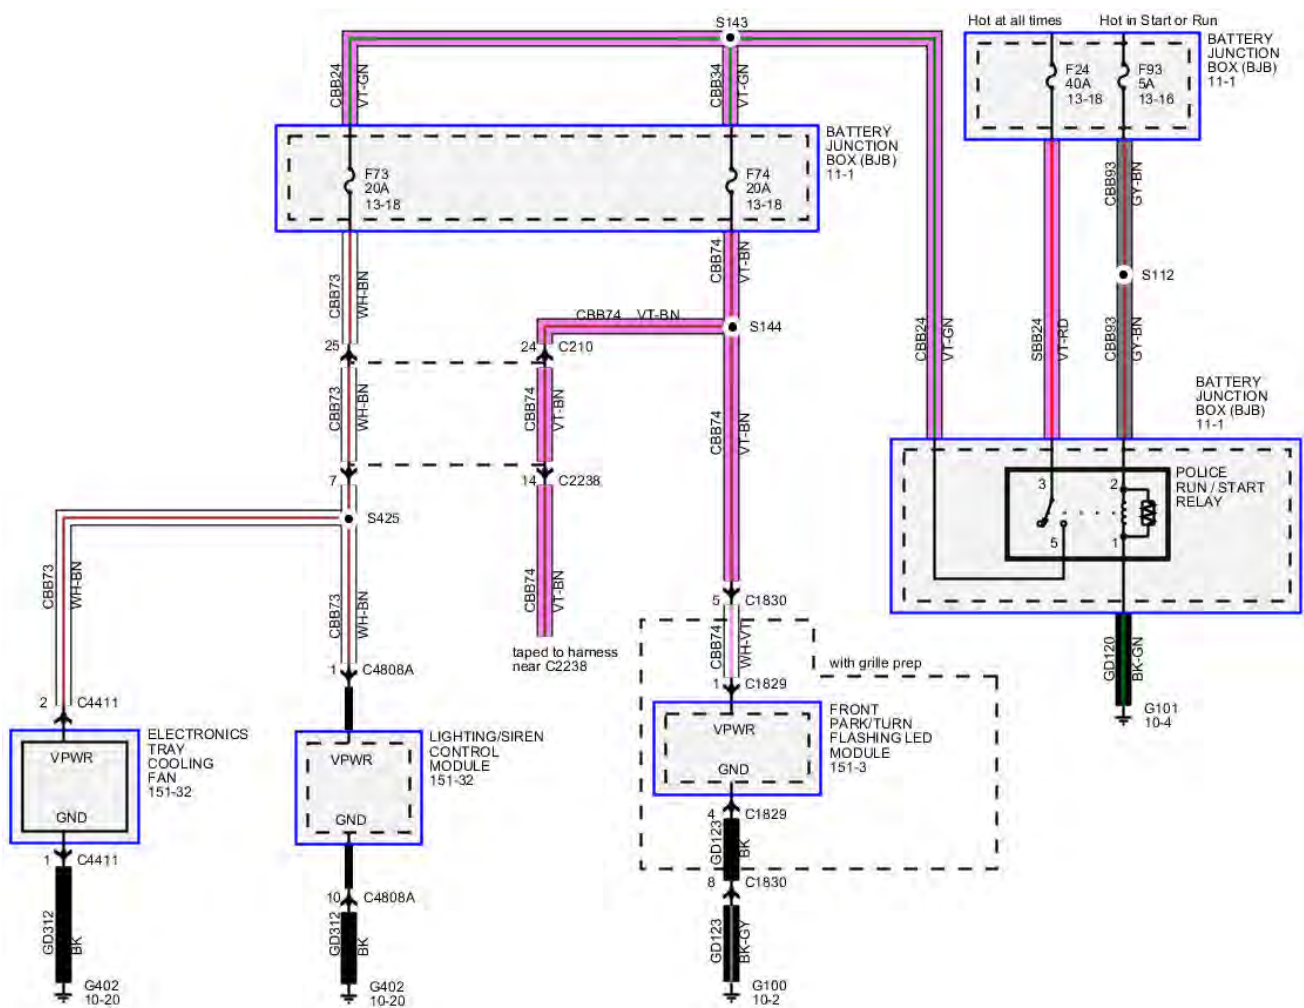 S143
Hot at all times
Hot in Start or Run
BATTERY
JUNCTION
BOX (BJB)
11-1
F24
40A
13-18
F93
5A
13-16
CBB24
VT-GN
CBB34
VT-GN
BATTERY
JUNCTION
BOX (BJB)
11-1
F73
20A
13-18
F74
20A
13-18
CBB93
GY-BN
CBB73
WH-BN
CBB74
VT-BN
S112
CBB74 VT-BN
S144
25
24
C210
CBB24
VT-GN
SBB24
VT-RD
CBB93
GY-BN
CBB73
WH-BN
CBB74
VT-BN
CBB74
VT-BN
BATTERY
JUNCTION
BOX (BJB)
11-1
7
14
C2238
3
2
5
1
POLICE
RUN / START
RELAY
S425
CBB73
WH-BN
CBB73
WH-BN
CBB74
VT-BN
5
C1830
taped to harness
near C2238
CBB74
WH-VT
with grille prep
GD120
BK-GN
1
C4808A
1
C1829
2
C4411
G101
10-4
ELECTRONICS
TRAY
COOLING
FAN
151-32
VPWR
GND
LIGHTING/SIREN
CONTROL
MODULE
151-32
VPWR
GND
FRONT
PARK/TURN
FLASHING LED
MODULE
151-3
VPWR
GND
4
C1829
GD123
BK
1
C4411
8
C1830
10
C4808A
GD312
BK
GD312
BK
GD123
BK-GY
G402
10-20
G402
10-20
G100
10-2